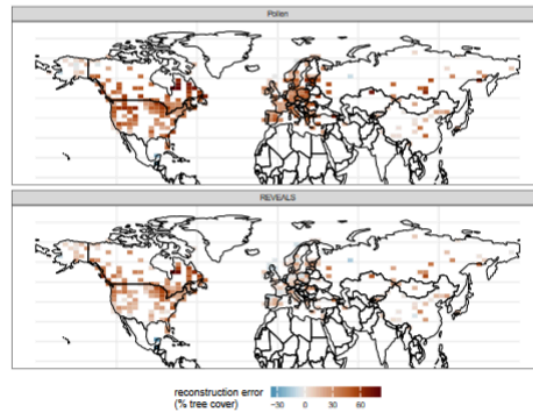 Pollen
REVEALS
reconstruction error
(% tree cover)
−30 0 30 60